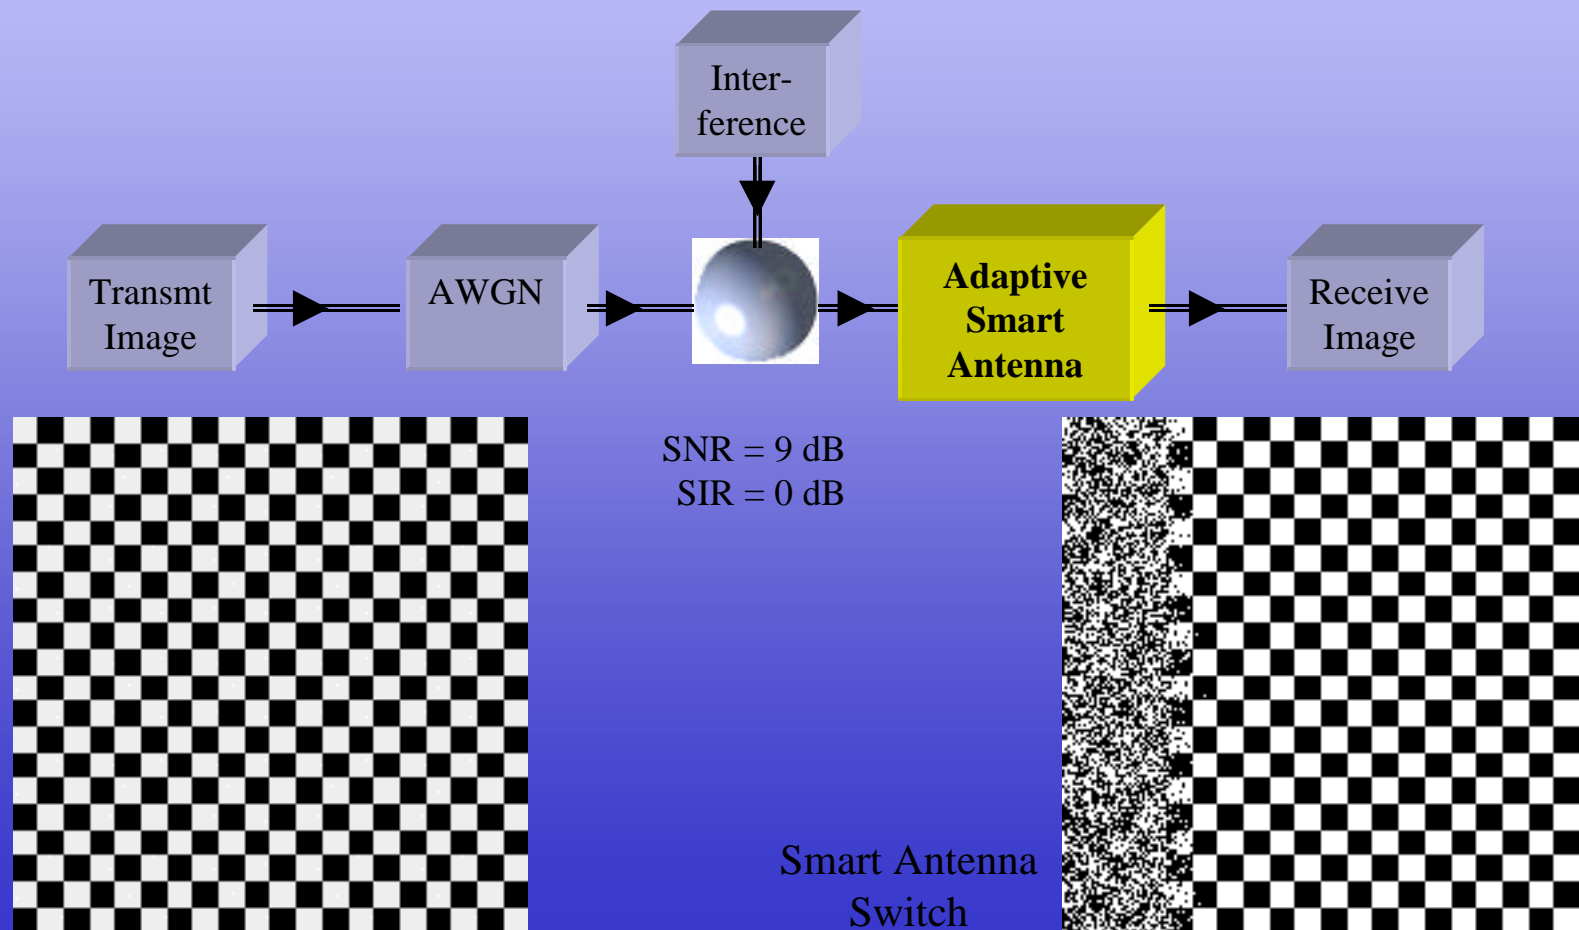 Inter-
ference
Transmt
Image
AWGN
Adaptive
Smart
Antenna
Receive
Image
SNR = 9 dB
SIR = 0 dB
Smart Antenna
Switch